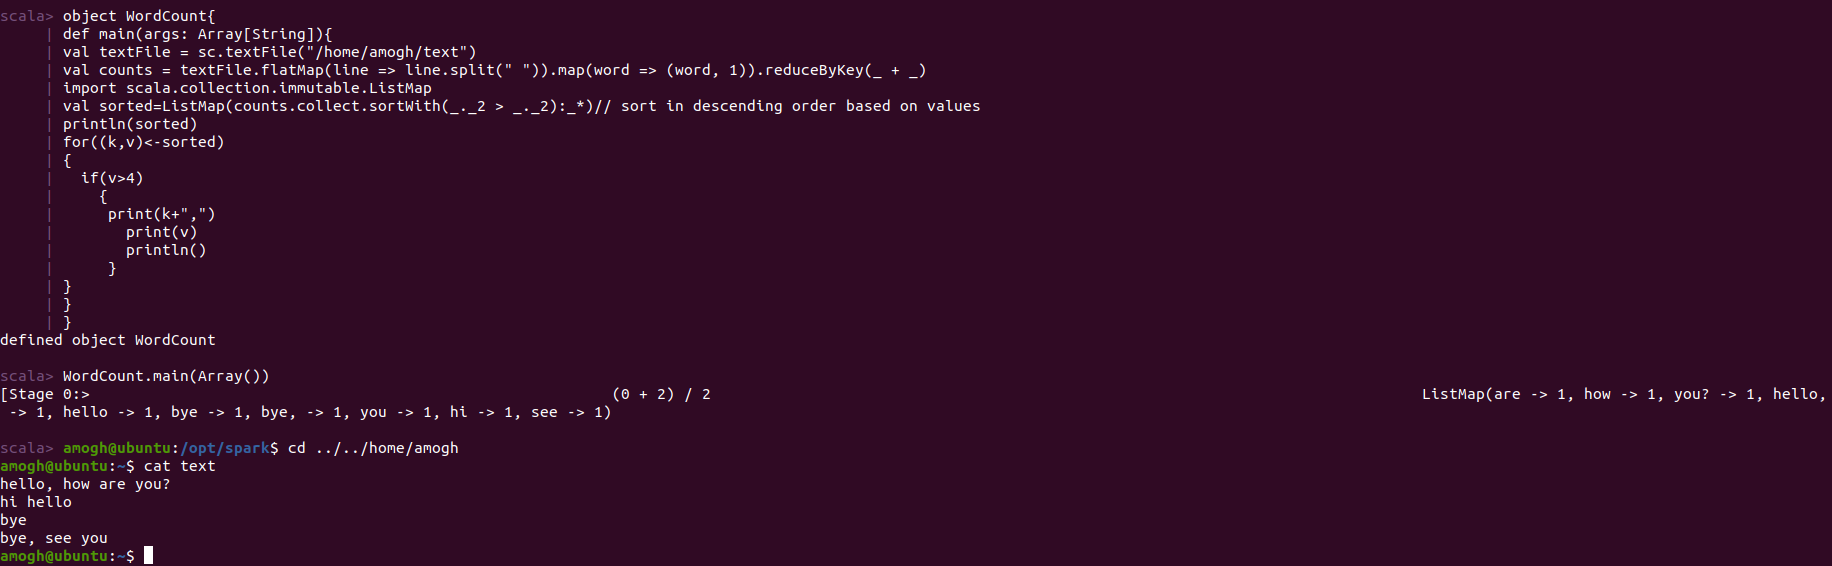 scala> object WordCount{
     | def main(args: Array[String]){
     | val textFile = sc.textFile("/home/amogh/text")
     | val counts = textFile.flatMap(line => line.split(" ")).map(word => (word, 1)).reduceByKey(_ + _)
     | import scala.collection.immutable.ListMap
     | val sorted=ListMap(counts.collect.sortWith(_._2 > _._2):_*)// sort in descending order based on values
     | println(sorted)
     | for((k,v)<-sorted)
     | {
     |   if(v>4)
     |     {
     |      print(k+",")
     |        print(v)
     |        println()
     |      }
     | }
     | }
     | }
defined object WordCount

scala> WordCount.main(Array())
[Stage 0:>                                                          (0 + 2) / 2                                                                               ListMap(are -> 1, how -> 1, you? -> 1, hello,
 -> 1, hello -> 1, bye -> 1, bye, -> 1, you -> 1, hi -> 1, see -> 1)

scala> amogh@ubuntu:/opt/spark$ cd ../../home/amogh
amogh@ubuntu:~$ cat text
hello, how are you?
hi hello
bye
bye, see you
amogh@ubuntu:~$